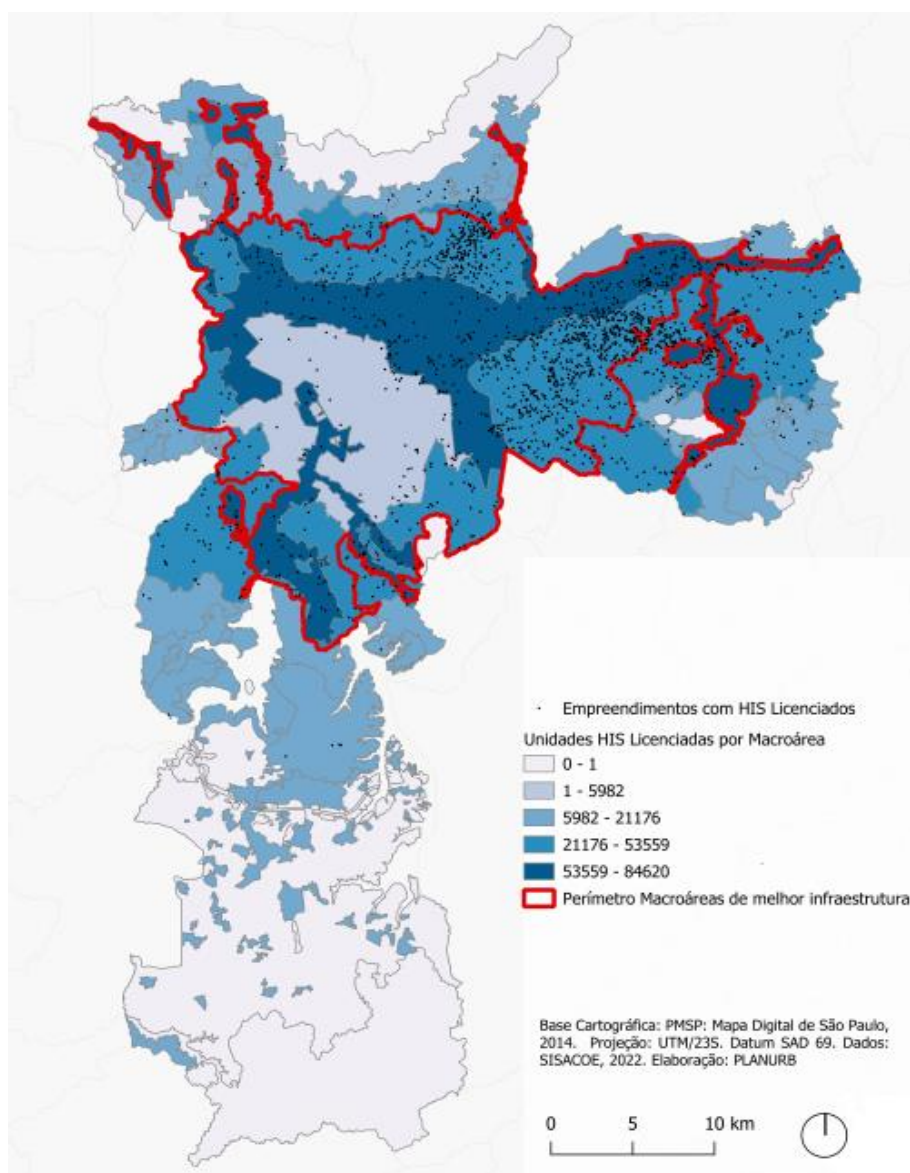 Empreendimentos com HIS Licenciados
Unidades HIS Licenciadas por Macroárea
0 - 1
1 - 5982
5982 - 21176
21176 - 53559
53559 - 84620
Perímetro Macroáreas de melhor infraestrutura
Base Cartográfica: PMSP: Mapa Digital de São Paulo,
2014. Projeção: UTM/23S. Datum SAD 69. Dados:
SISACOE, 2022. Elaboração: PLANURB
0 5 10 km